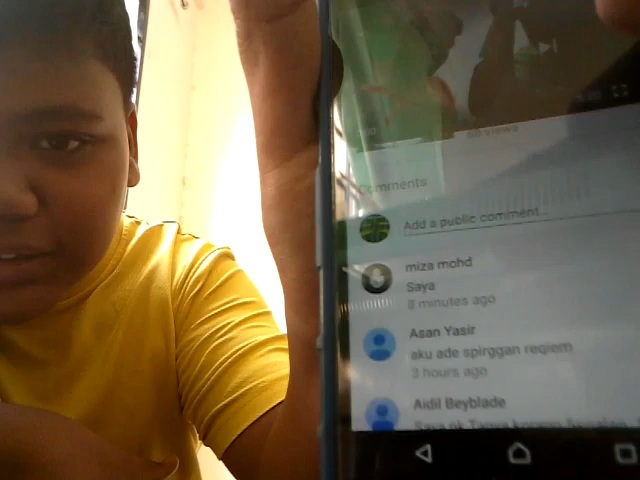 views
Comments
Add a public comment...
miza mohd
Saya
8 minutes ago
Asan Yasir
aku ade spirggan reqiem
3 hours ago
Aidil Beyblade